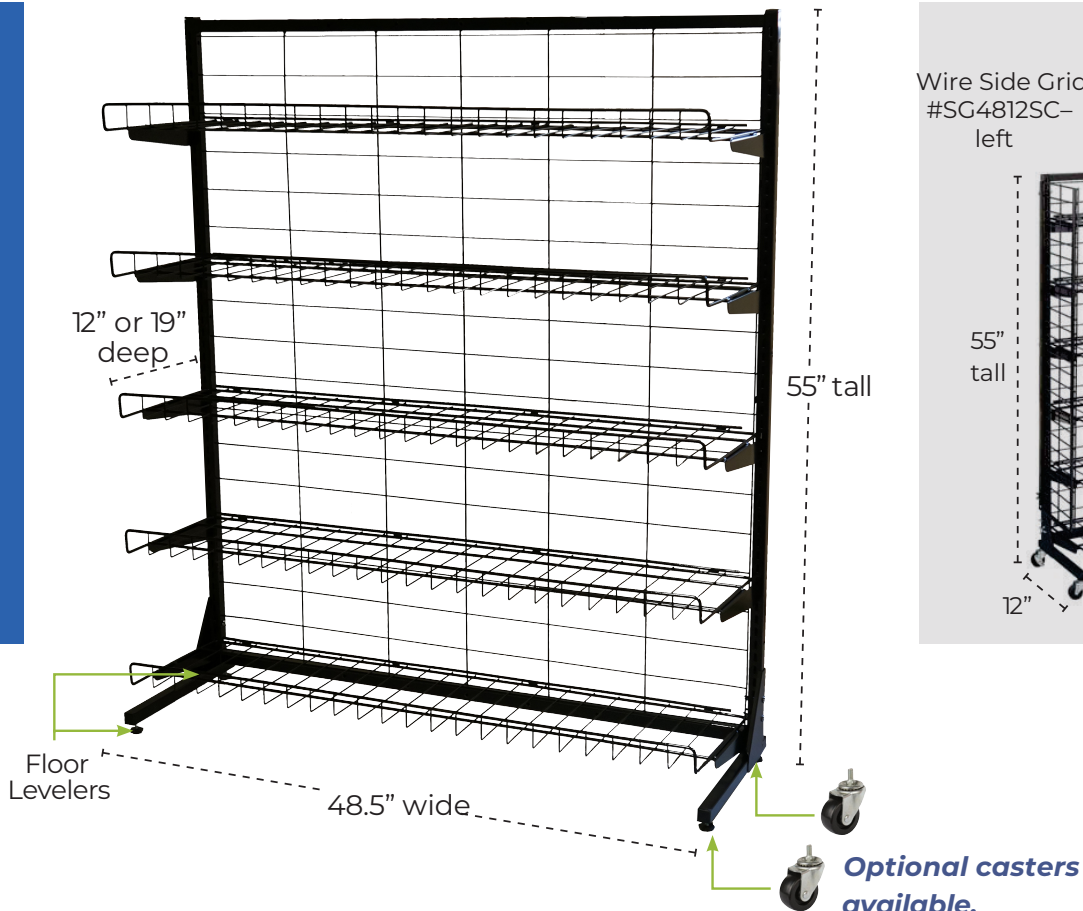 Wire Side Grid
#SG4812SC–
left
12” or 19”
deep
55” tall
55”
tall
12”
Floor
Levelers
48.5” wide
Optional casters
available.